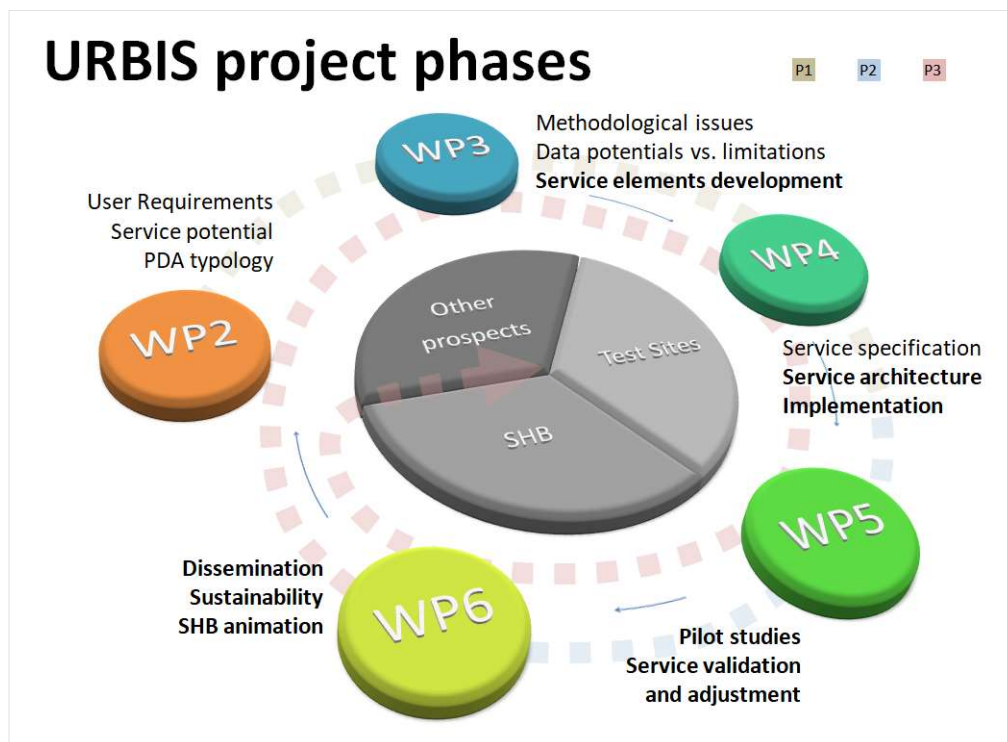 URBIS project phases
P1
P2
P3
WP3
Methodological issues
Data potentials vs. limitations
Service elements development
User Requirements
Service potential
PDA typology
WP4
WP2
Other
prospects
Test Sites
SHB
Service specification
Service architecture
Implementation
WP5
Dissemination
Sustainability
SHB animation
WP6
Pilot studies
Service validation
and adjustment